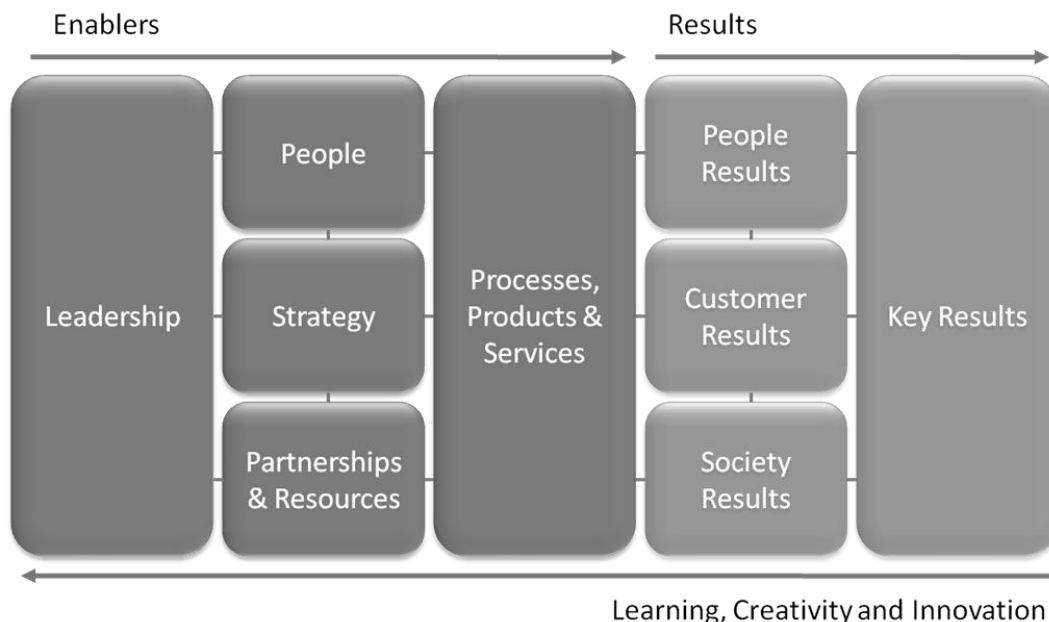 Enablers
Results
Leadership
People
Strategy
Partnerships
& Resources
Processes,
Products &
Services
People
Results
Customer
Results
Society
Results
Key Results
Learning, Creativity and Innovation